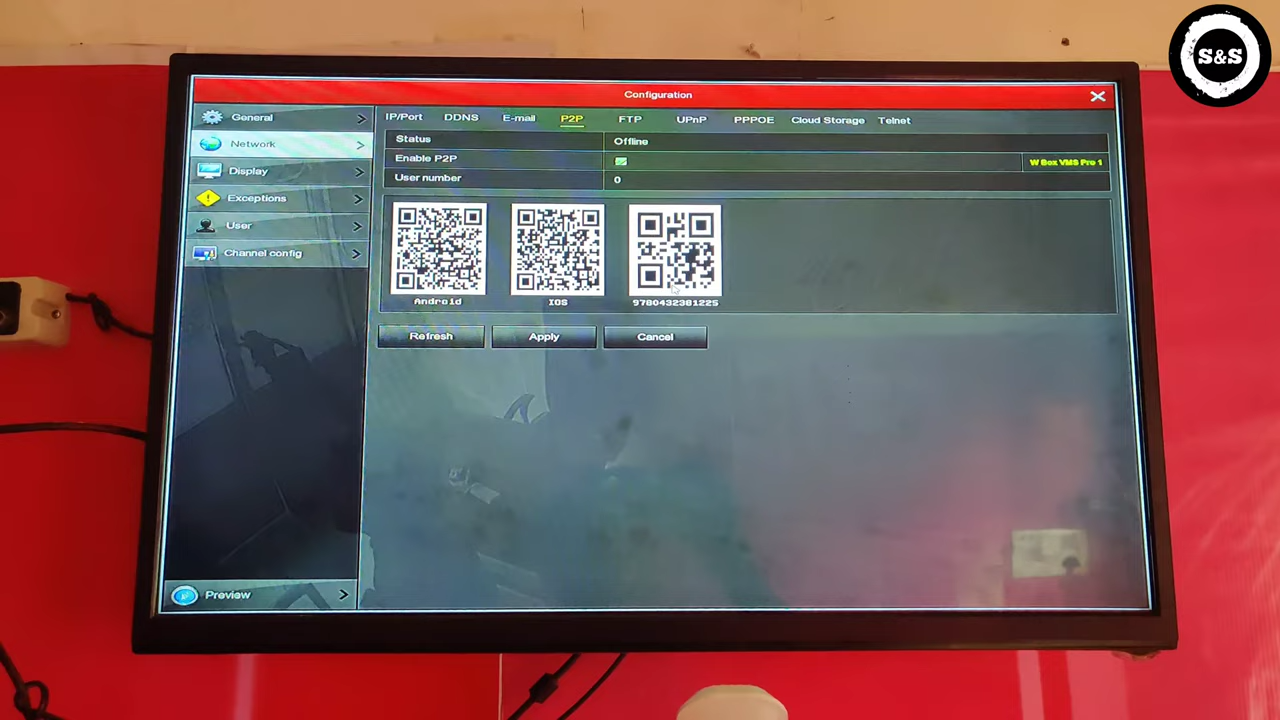 S&S
Configuration
General
Network
Display
Exceptions
User
Channel config
Preview
IP/Port DDNS E-mail P2P FTP UPnP PPPOE Cloud Storage Telnet
Status Offline
Enable P2P W Box VMS Pro 1
User number 0
Android IOS 9780432381225
Refresh Apply Cancel